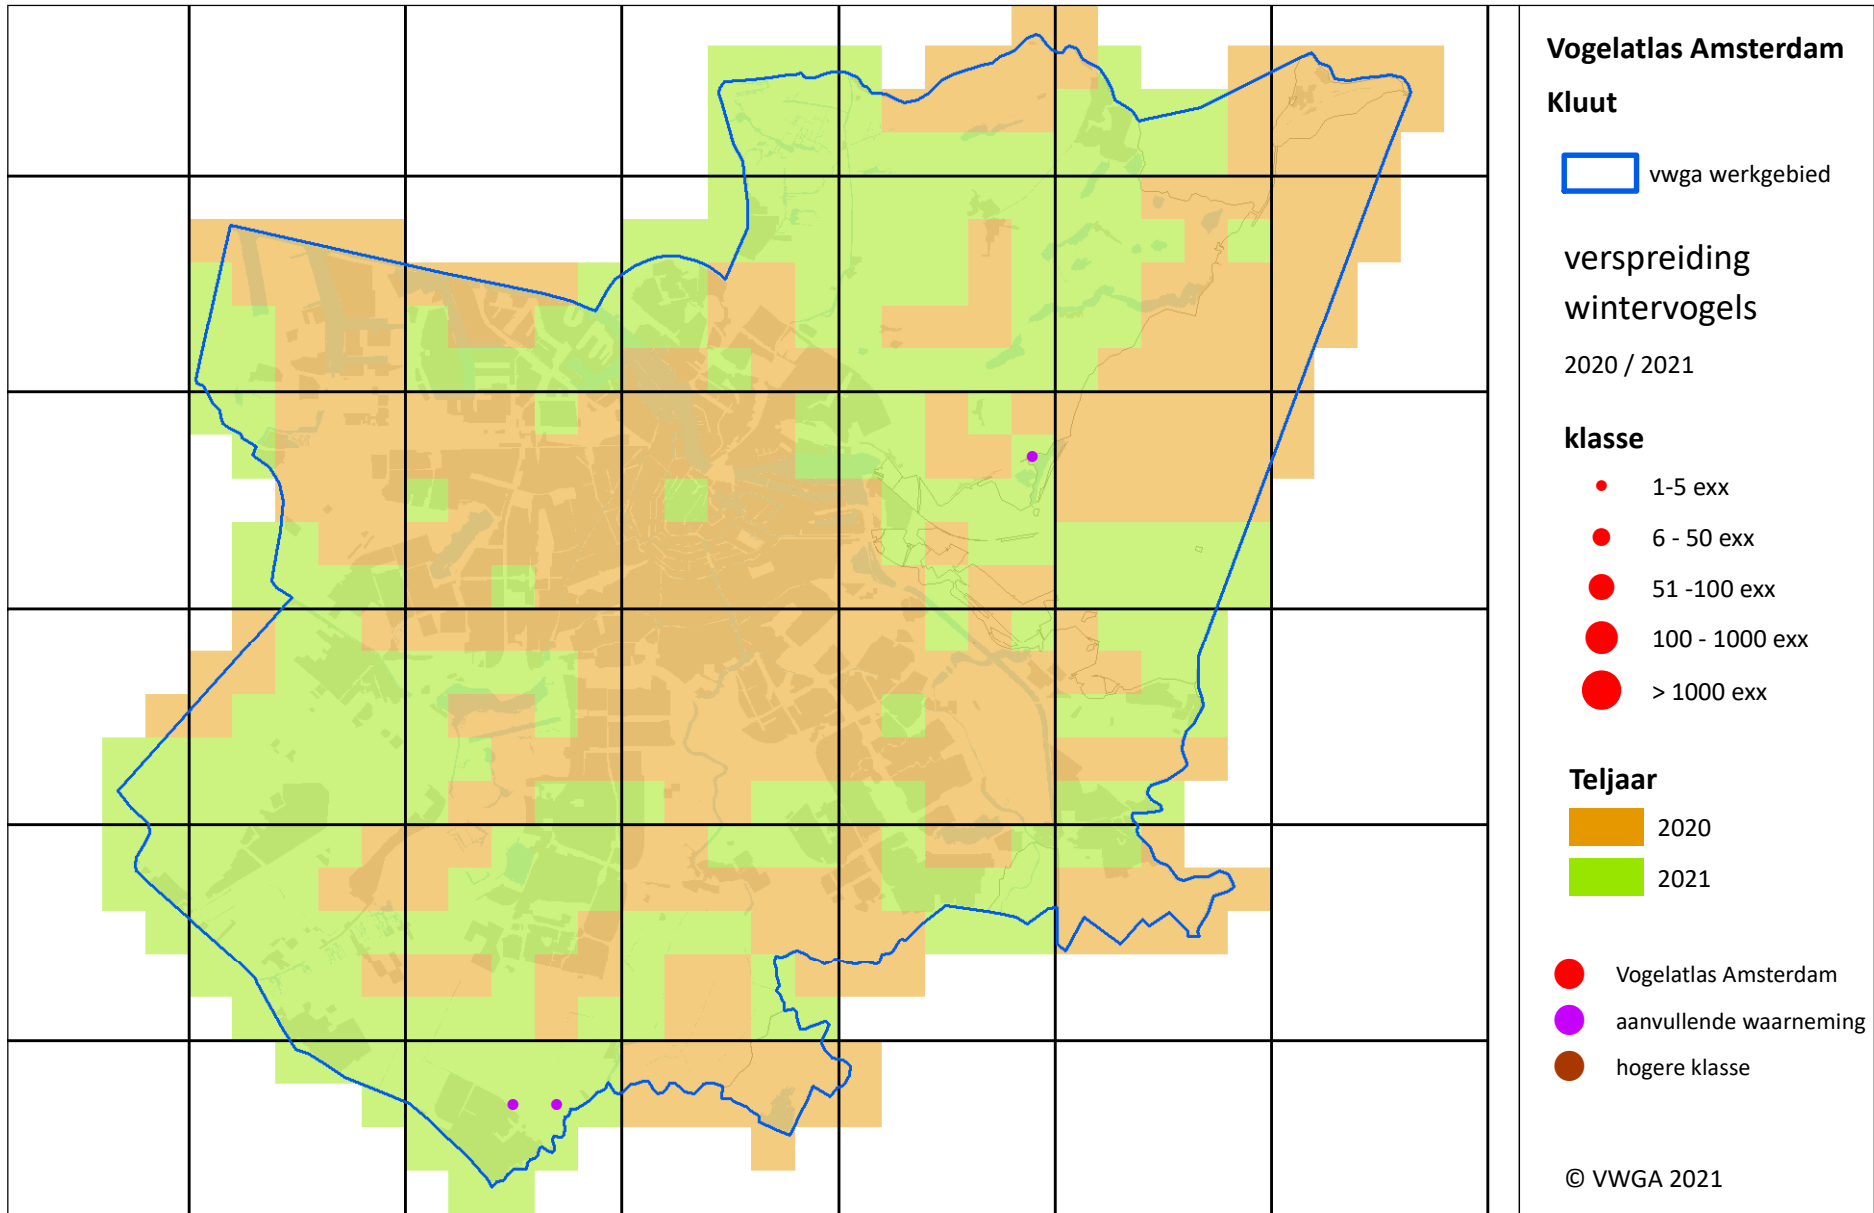 Vogelatlas Amsterdam
Kluut
vwga werkgebied
verspreiding
wintervogels
2020 / 2021
klasse
1-5 exx
6 - 50 exx
51 -100 exx
100 - 1000 exx
> 1000 exx
Teljaar
2020
2021
Vogelatlas Amsterdam
aanvullende waarneming
hogere klasse
© VWGA 2021